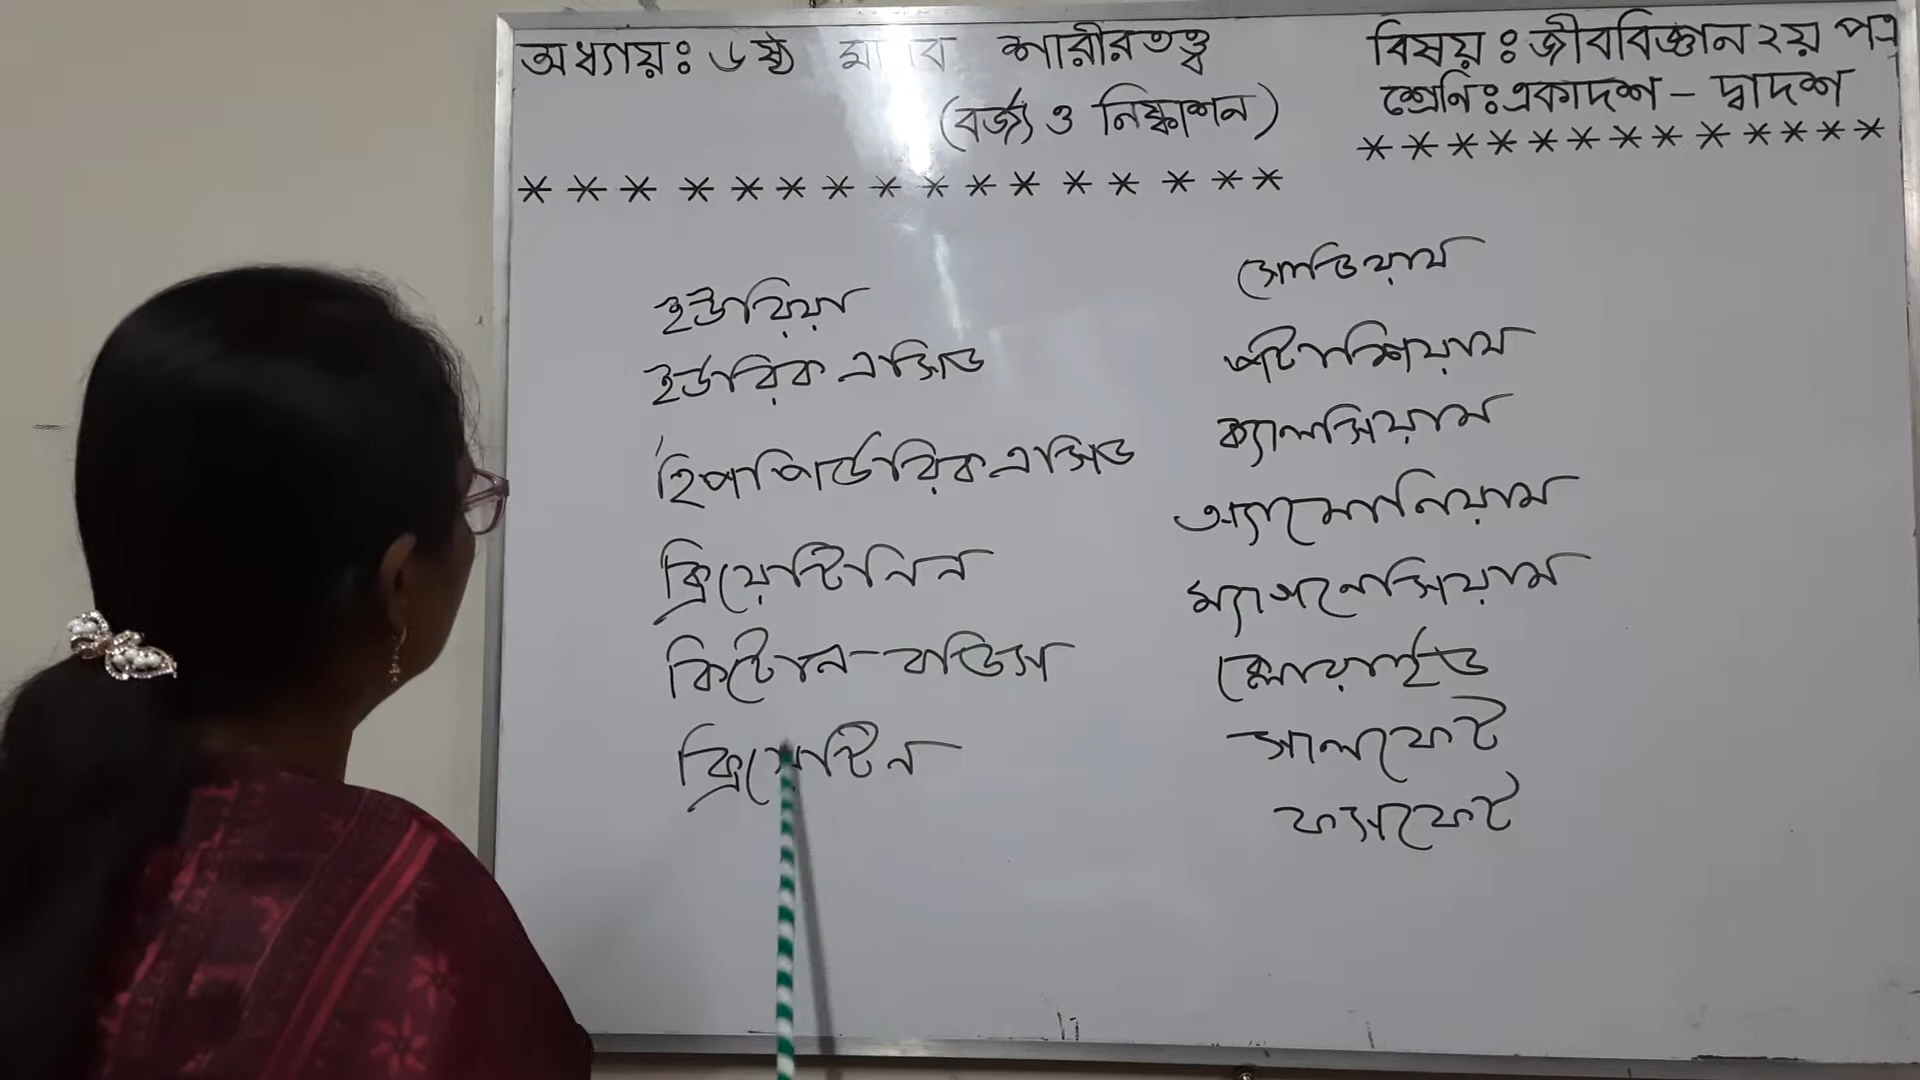 অধ্যায়ঃ ৬ষ্ঠ মানব শারীরতত্ত্ব
(বর্জ্য ও নিষ্কাশন)
বিষয়ঃ জীববিজ্ঞান ২য় পত্র
শ্রেনিঃ একাদশ - দ্বাদশ
* * * * * * * * * * * * *
* * * * * * * * * * * * * * * *
ইউরিয়া
ইউরিক এসিড
হিপপিউরিক এসিড
ক্রিয়েটিনিন
কিটোন-বডিস
ক্রিয়েটিন
সোডিয়াম
পটাশিয়াম
ক্যালসিয়াম
অ্যামোনিয়াম
ম্যাগনেসিয়াম
ক্লোরাইড
সালফেট
ফসফেট